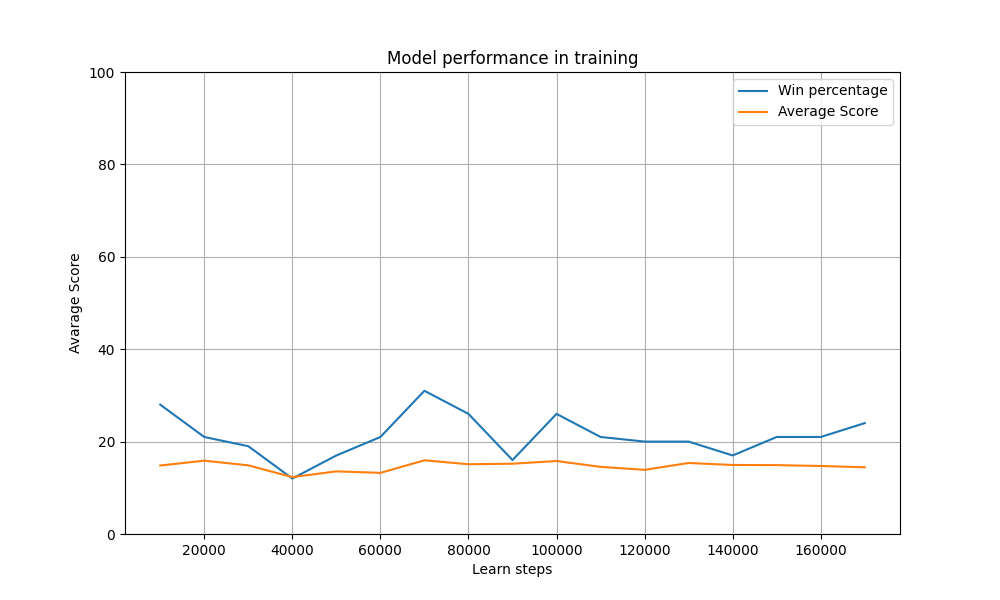 Model performance in training
Win percentage
Average Score
100
80
60
40
20
0
Avarage Score
20000 40000 60000 80000 100000 120000 140000 160000
Learn steps